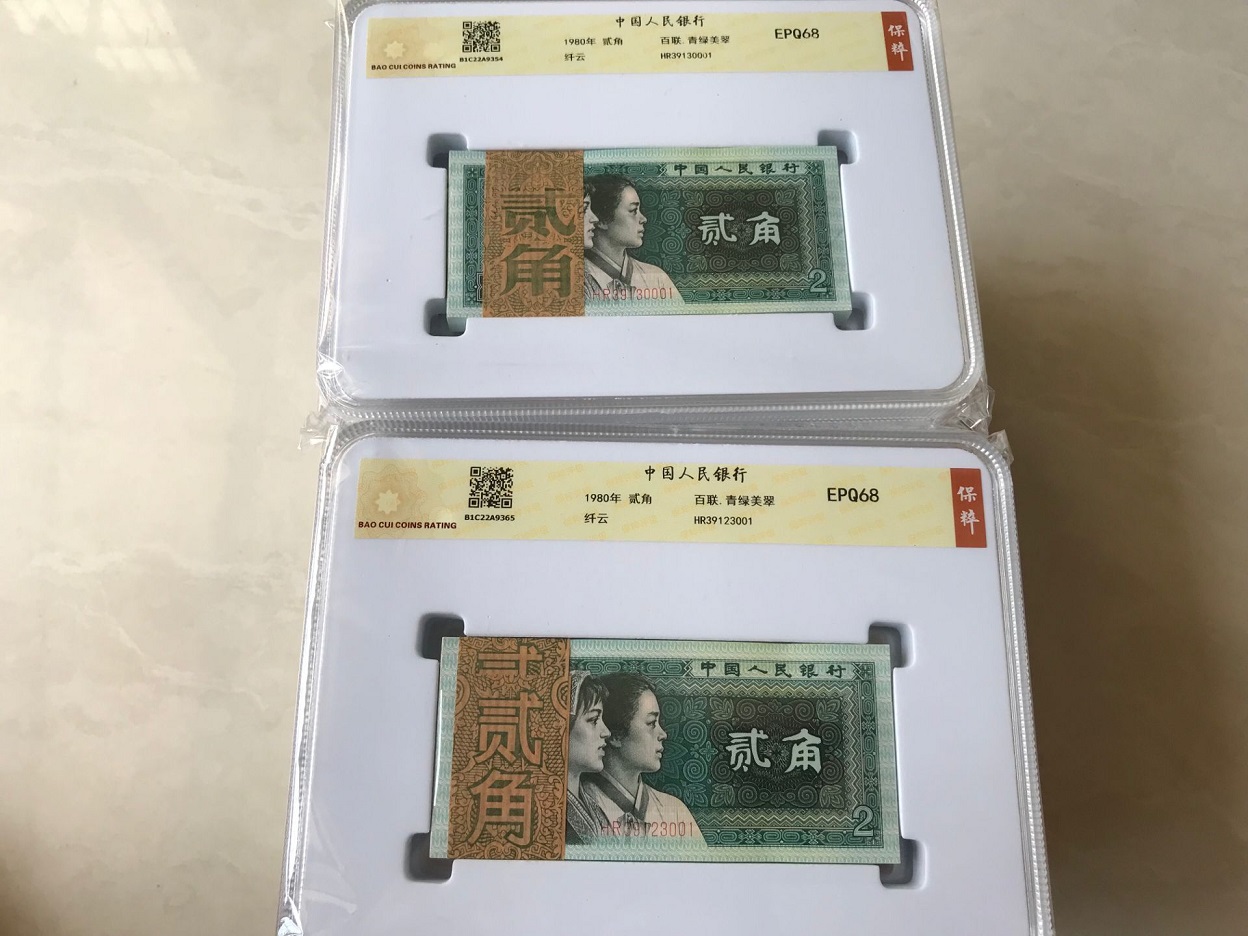 中国人民银行
1980年 贰角 百联.青绿美翠 EPQ68
纤云 HR39130001
BAO CUI COINS RATING
B1C22A9354
保粹
中国人民银行
贰角
贰角
2
HR39130001
中国人民银行
1980年 贰角 百联.青绿美翠 EPQ68
纤云 HR39123001
BAO CUI COINS RATING
B1C22A9365
保粹
中国人民银行
贰角
贰角
2
HR39123001